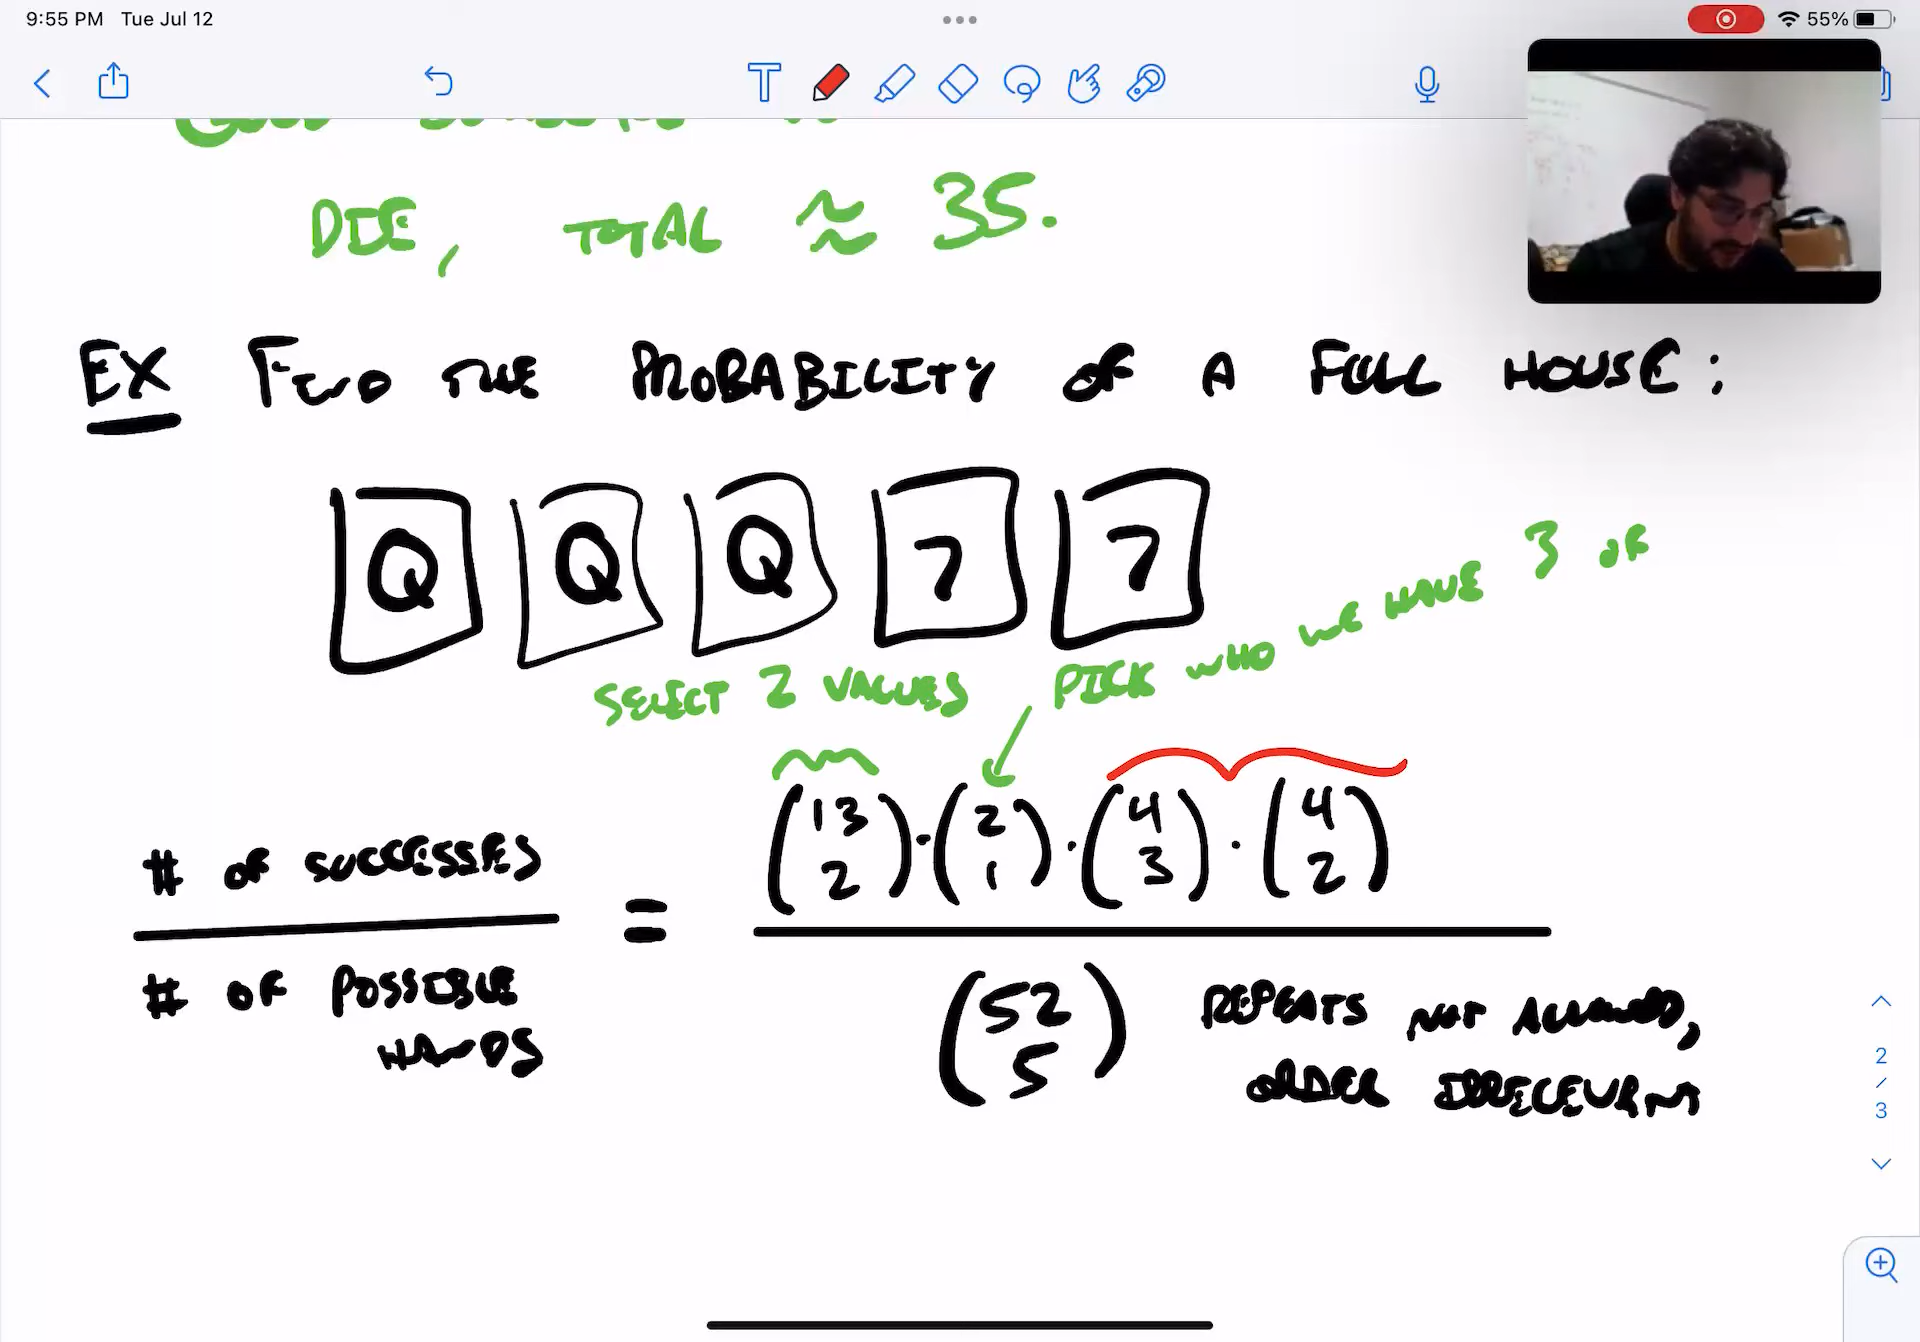 9:55 PM Tue Jul 12
55%
DIE, TOTAL ≈ 35.
EX FIND THE PROBABILITY OF A FULL HOUSE:
Q Q Q 7 7
SELECT 2 VALUES
PICK WHO WE HAVE 3 OF
# OF SUCCESSES
# OF POSSIBLE
HANDS
=
(13 2) · (2 1) · (4 3) · (4 2)
(52 5)
REPEATS NOT ALLOWED,
ORDER IRRELEVANT
2
/
3